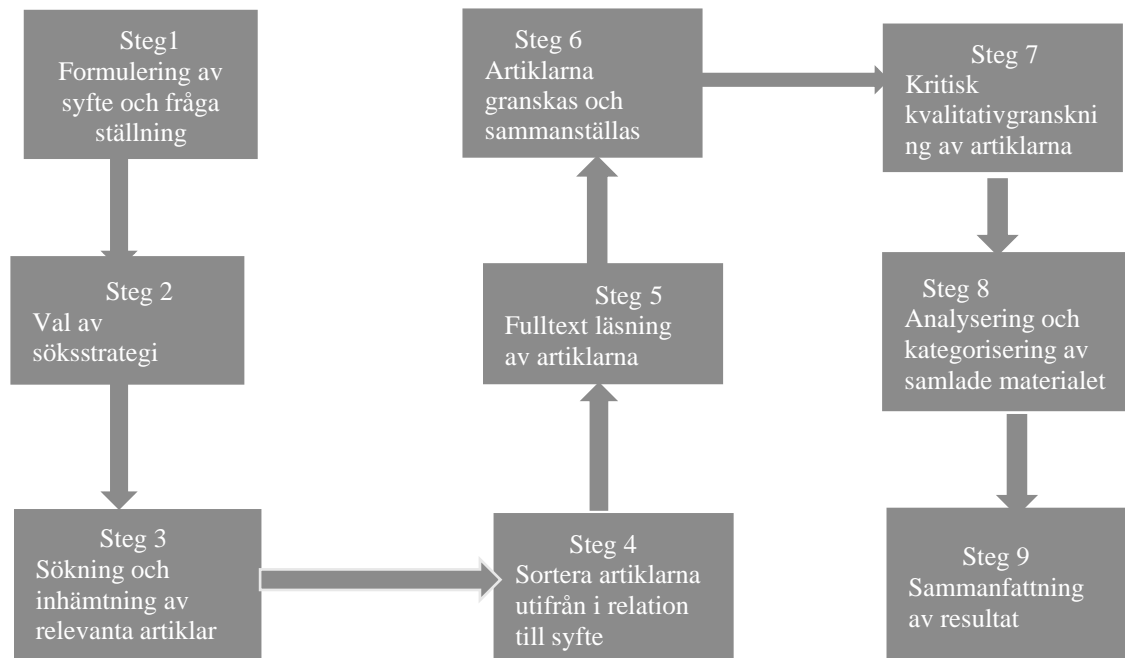 Steg1
Formulering av
syfte och fråga
ställning
Steg 2
Val av
söksstrategi
Steg 3
Sökning och
inhämtning av
relevanta artiklar
Steg 4
Sortera artiklarna
utifrån i relation
till syfte
Steg 5
Fulltext läsning
av artiklarna
Steg 6
Artiklarna
granskas och
sammanställas
Steg 7
Kritisk
kvalitativgranskni
ng av artiklarna
Steg 8
Analysering och
kategorisering av
samlade materialet
Steg 9
Sammanfattning
av resultat